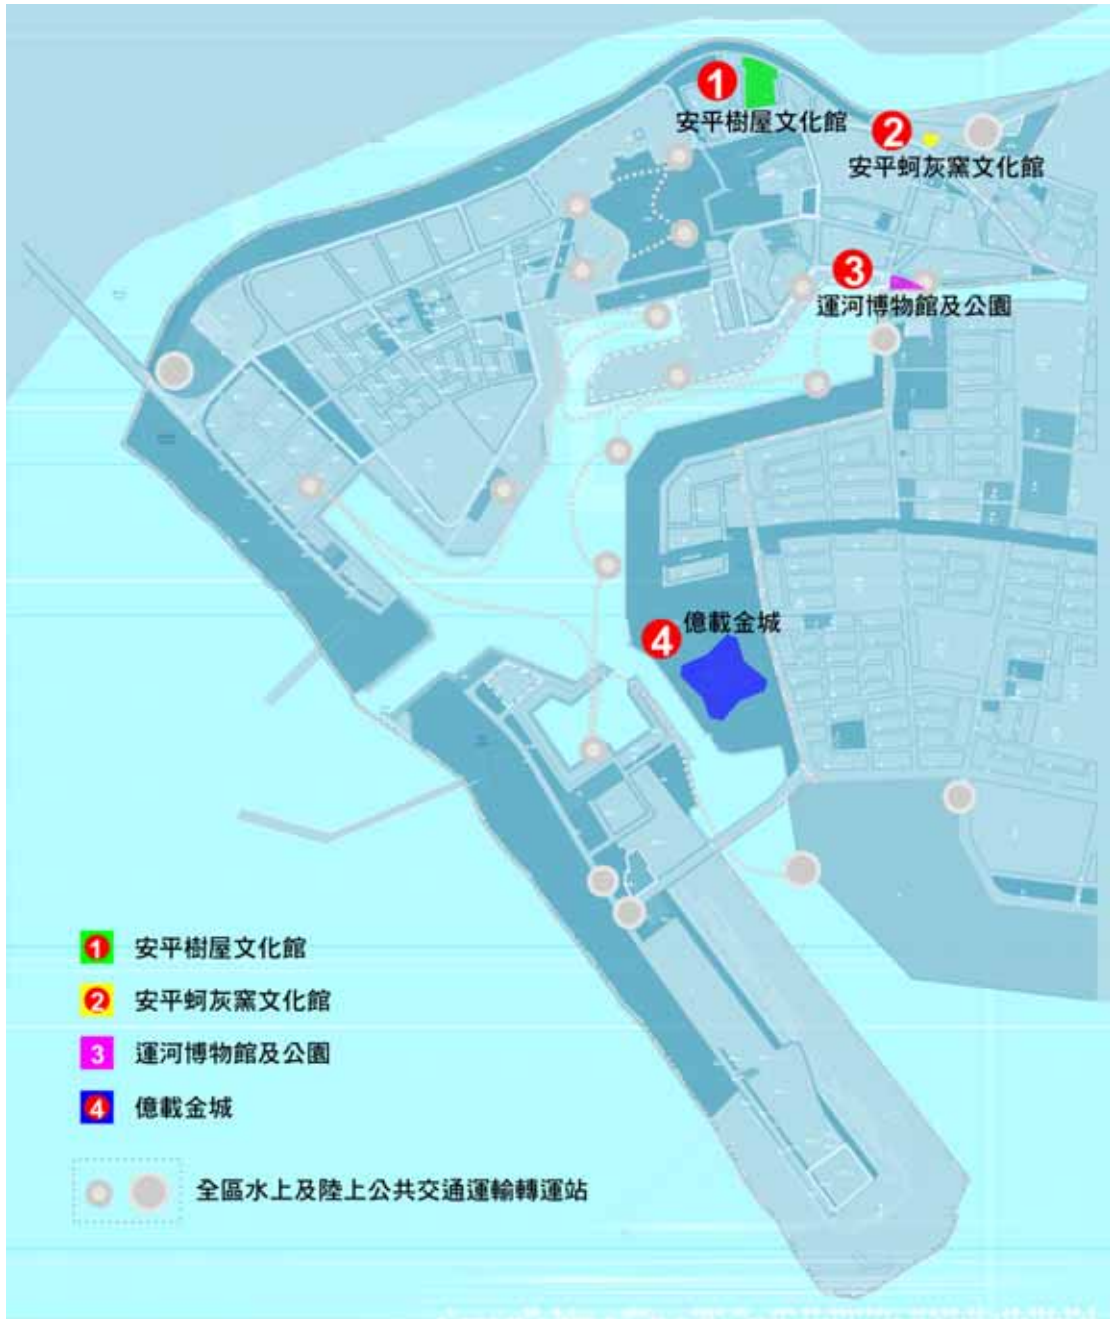 1
安平樹屋文化館
2
安平蚵灰窯文化館
3
運河博物館及公園
4
億載金城
1 安平樹屋文化館
2 安平蚵灰窯文化館
3 運河博物館及公園
4 億載金城
全區水上及陸上公共交通運輸轉運站